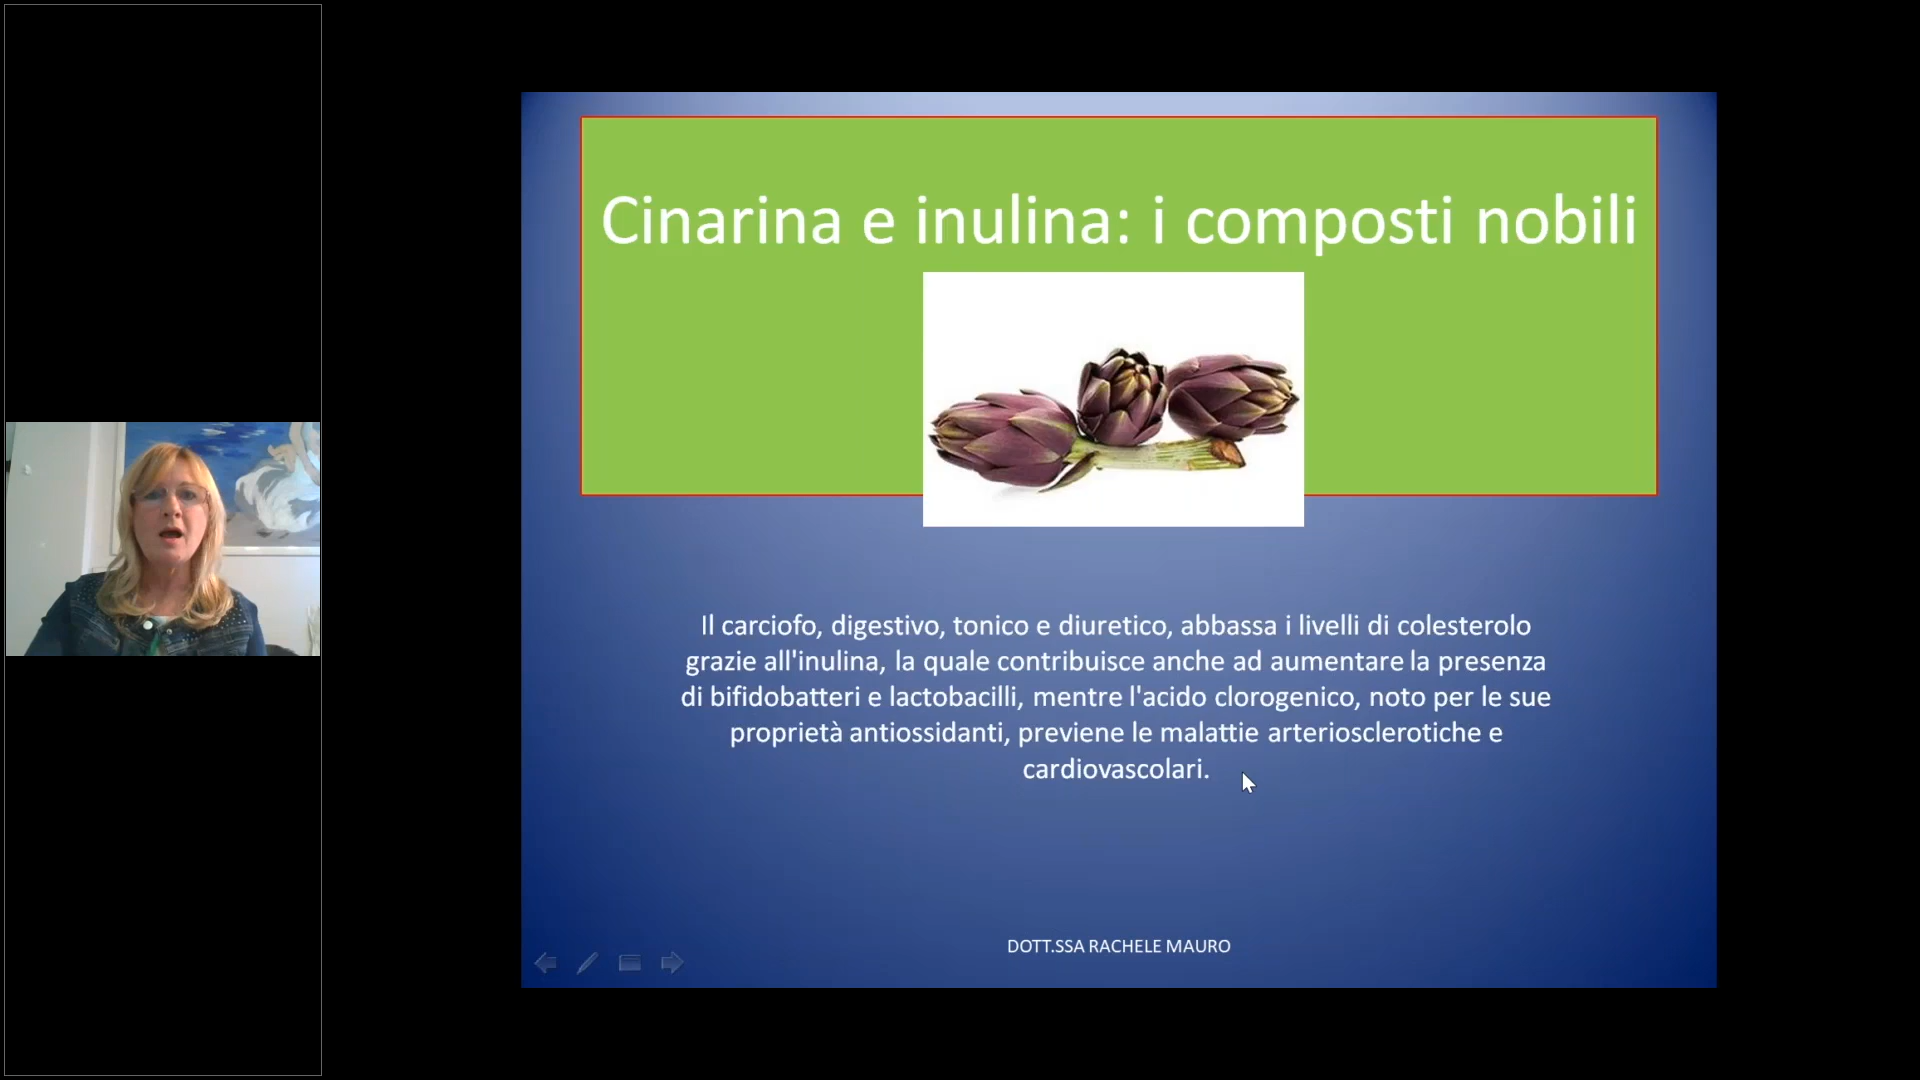 Cinarina e inulina: i composti nobili
Il carciofo, digestivo, tonico e diuretico, abbassa i livelli di colesterolo
grazie all'inulina, la quale contribuisce anche ad aumentare la presenza
di bifidobatteri e lactobacilli, mentre l'acido clorogenico, noto per le sue
proprietà antiossidanti, previene le malattie arteriosclerotiche e
cardiovascolari.
DOTT.SSA RACHELE MAURO